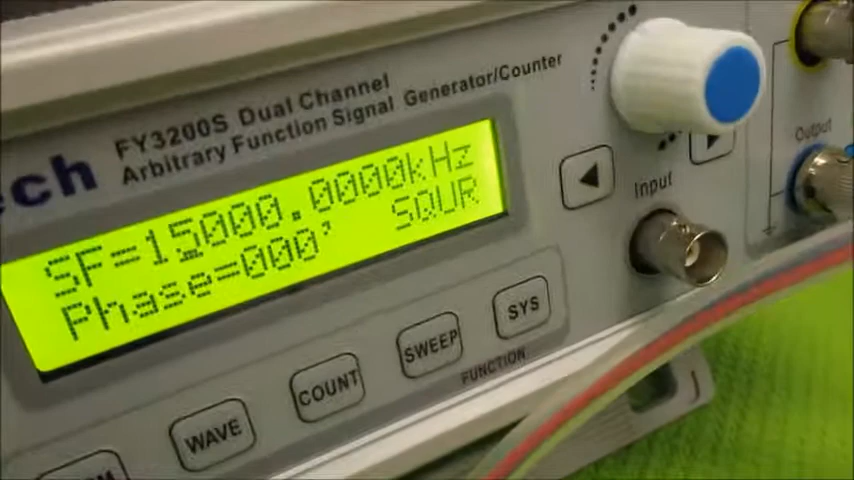 FY3200S Dual Channel
Arbitrary Function Signal Generator/Counter
ech
SF=15000.0000kHz
Phase=000' SQUR
Input
Output
WAVE
COUNT
SWEEP
SYS
FUNCTION